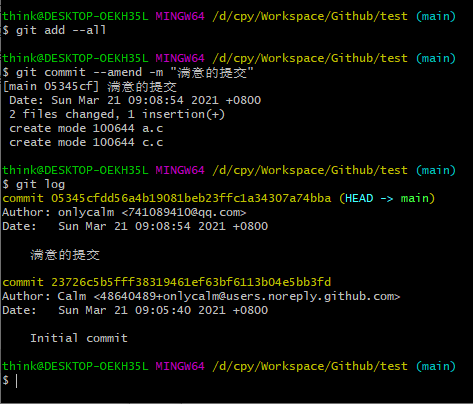 think@DESKTOP-OEKH35L MINGW64 /d/cpy/Workspace/Github/test (main)
$ git add --all
think@DESKTOP-OEKH35L MINGW64 /d/cpy/Workspace/Github/test (main)
$ git commit --amend -m "满意的提交"
[main 05345cf] 满意的提交
Date: Sun Mar 21 09:08:54 2021 +0800
2 files changed, 1 insertion(+)
create mode 100644 a.c
create mode 100644 c.c
think@DESKTOP-OEKH35L MINGW64 /d/cpy/Workspace/Github/test (main)
$ git log
commit 05345cfdd56a4b19081beb23ffc1a34307a74bba (HEAD -> main)
Author: onlycalm <741089410@qq.com>
Date:   Sun Mar 21 09:08:54 2021 +0800
满意的提交
commit 23726c5b5fff38319461ef63bf6113b04e5bb3fd
Author: Calm <48640489+onlycalm@users.noreply.github.com>
Date:   Sun Mar 21 09:05:40 2021 +0800
Initial commit
think@DESKTOP-OEKH35L MINGW64 /d/cpy/Workspace/Github/test (main)
$